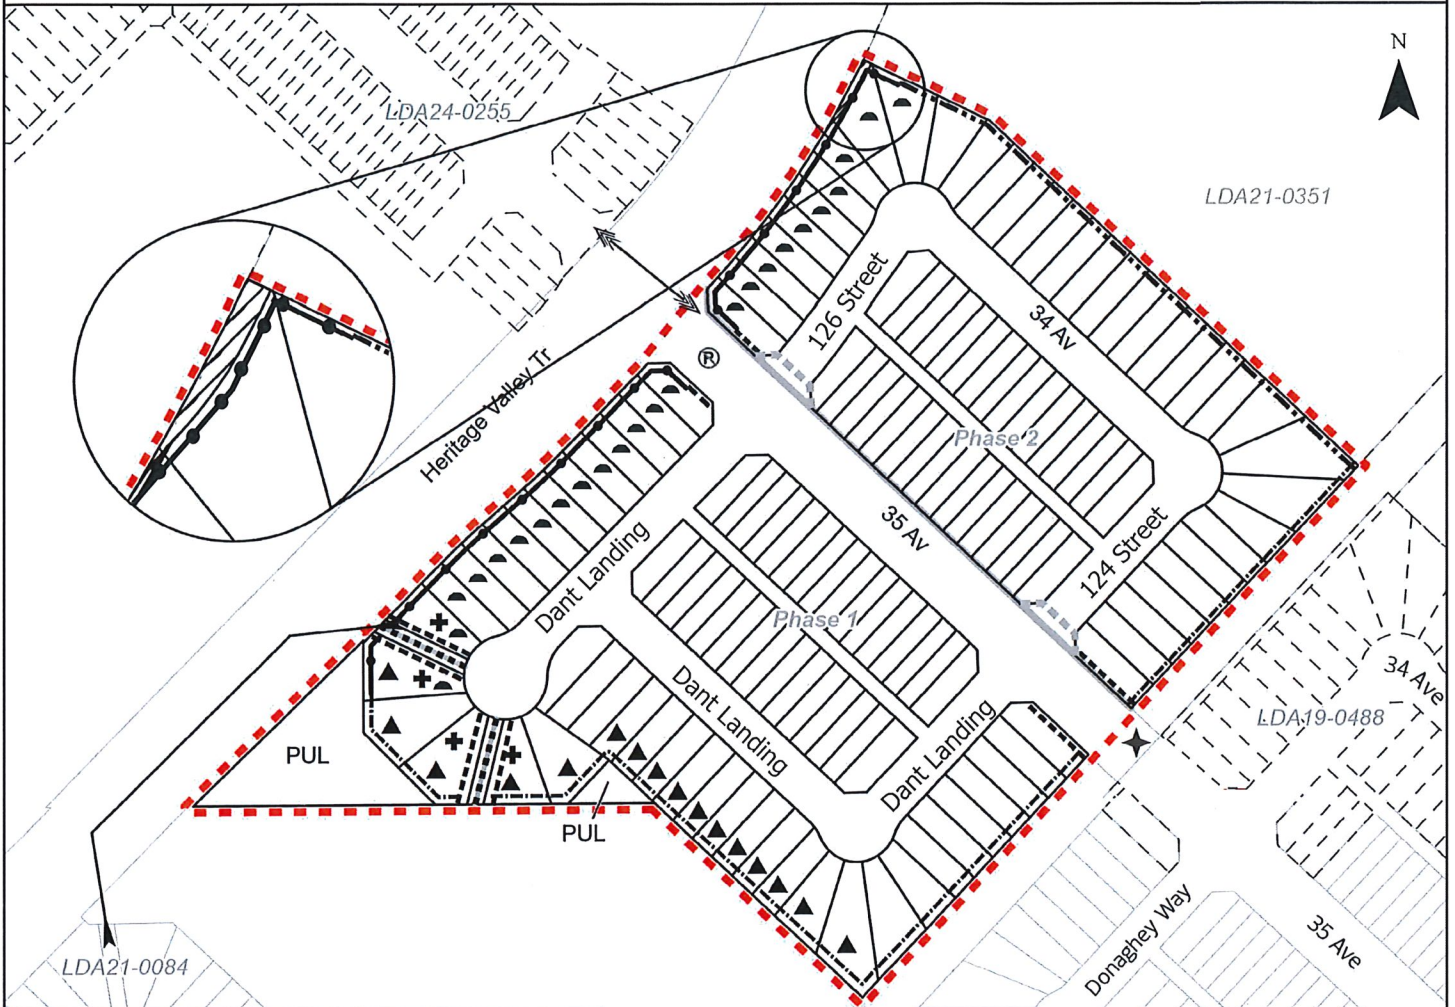 N
LDA24-0255
LDA21-0351
126 Street
34 Av
®
Heritage Valley Tr
Phase 2
35 Av
124 Street
Dant Landing
Phase 1
34 Ave
Dant Landing
LDA19-0488
Dant Landing
PUL
PUL
Donaghey Way
35 Ave
LDA21-0084